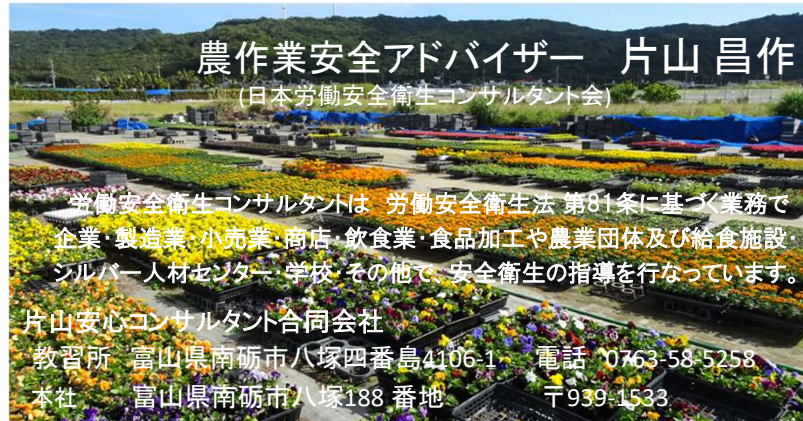 農作業安全アドバイザー　片山 昌作
(日本労働安全衛生コンサルタント会)
労働安全衛生コンサルタントは　労働安全衛生法 第81条に基づく業務で
企業・製造業・小売業・商店・飲食業・食品加工や農業団体及び給食施設・
シルバー人材センター・学校・その他で、安全衛生の指導を行なっています。
片山安心コンサルタント合同会社
教習所　富山県南砺市八塚四番島4106-1　電話　0763-58-5258
本社　富山県南砺市八塚188 番地　〒939-1533